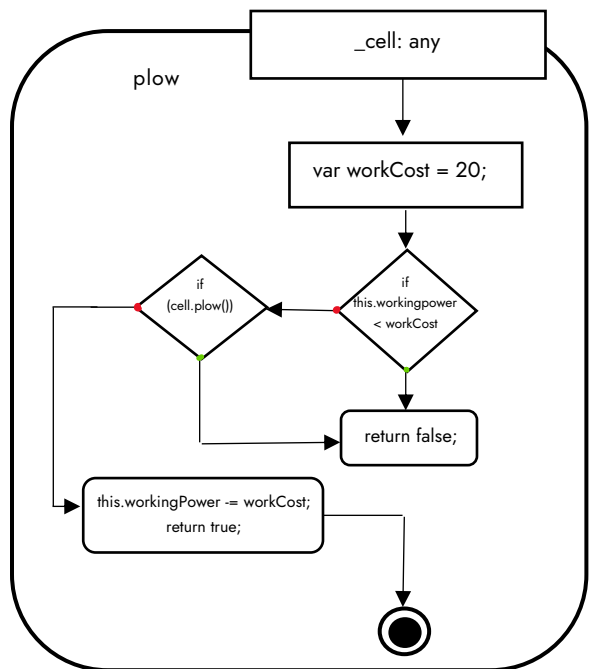 _cell: any
plow
var workCost = 20;
if
(cell.plow())
if
this.workingpower
< workCost
return false;
this.workingPower -= workCost;
return true;